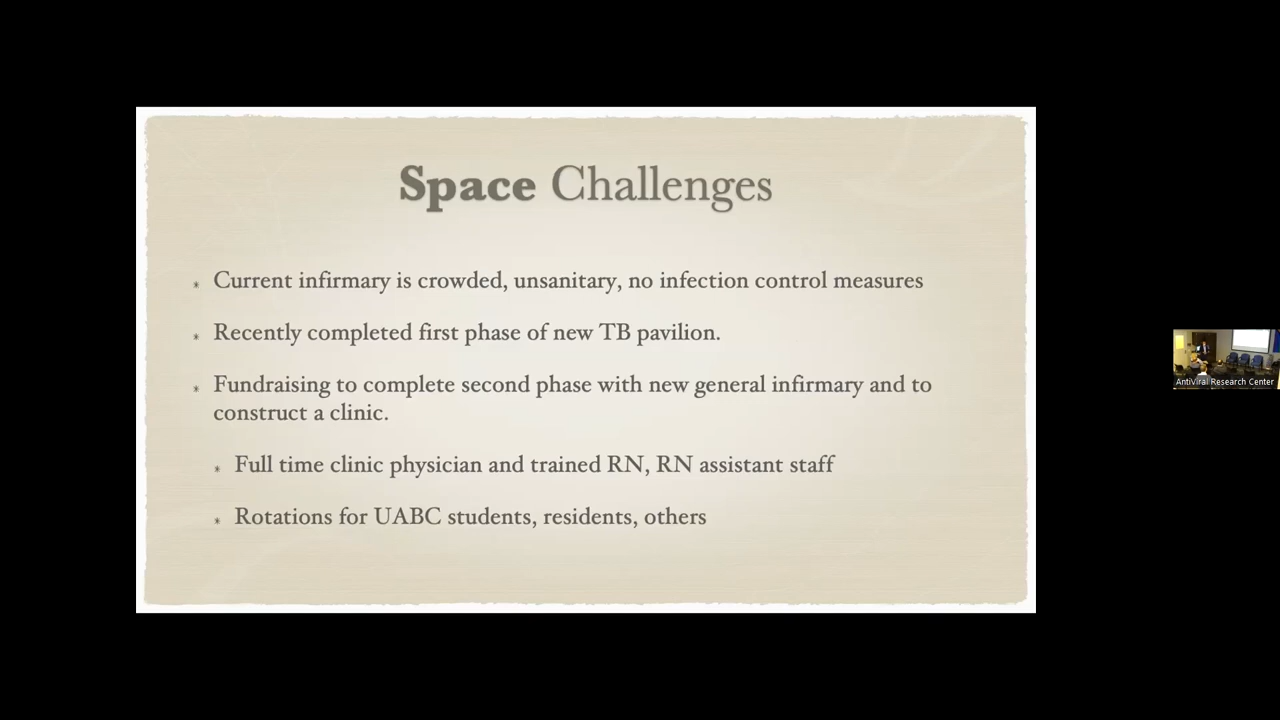 Space Challenges
* Current infirmary is crowded, unsanitary, no infection control measures
* Recently completed first phase of new TB pavilion.
* Fundraising to complete second phase with new general infirmary and to
construct a clinic.
* Full time clinic physician and trained RN, RN assistant staff
* Rotations for UABC students, residents, others
AntiViral Research Center